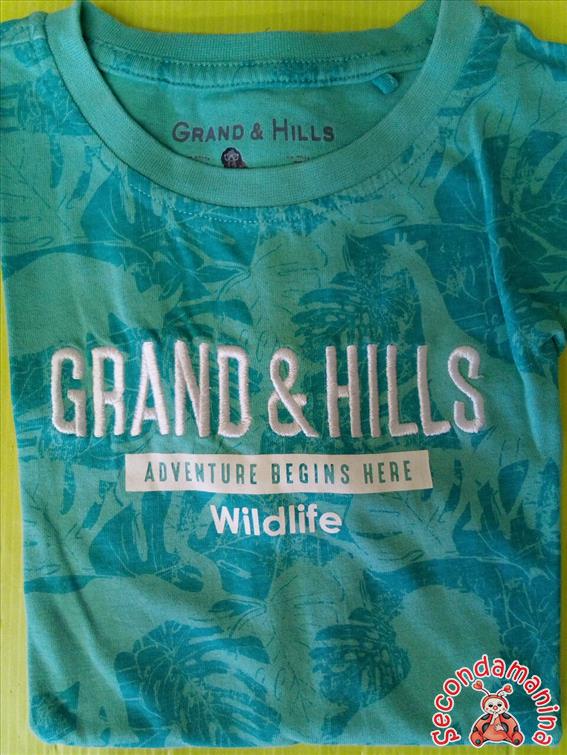 GRAND & HILLS
GRAND & HILLS
ADVENTURE BEGINS HERE
Wildlife
Secondamanina